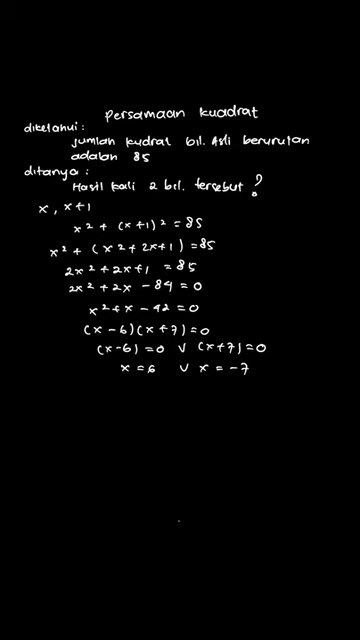 persamaan kuadrat
diketahui:
jumlah kudrat bil. Asli berurutan
adalah 85
ditanya:
Hasil kali 2 bil. tersebut ?
x, x+1
x² + (x+1)² = 85
x² + (x² + 2x + 1) = 85
2x² + 2x + 1 = 85
2x² + 2x - 84 = 0
x² + x - 42 = 0
(x - 6) (x + 7) = 0
(x - 6) = 0 ∨ (x + 7) = 0
x = 6 ∨ x = -7